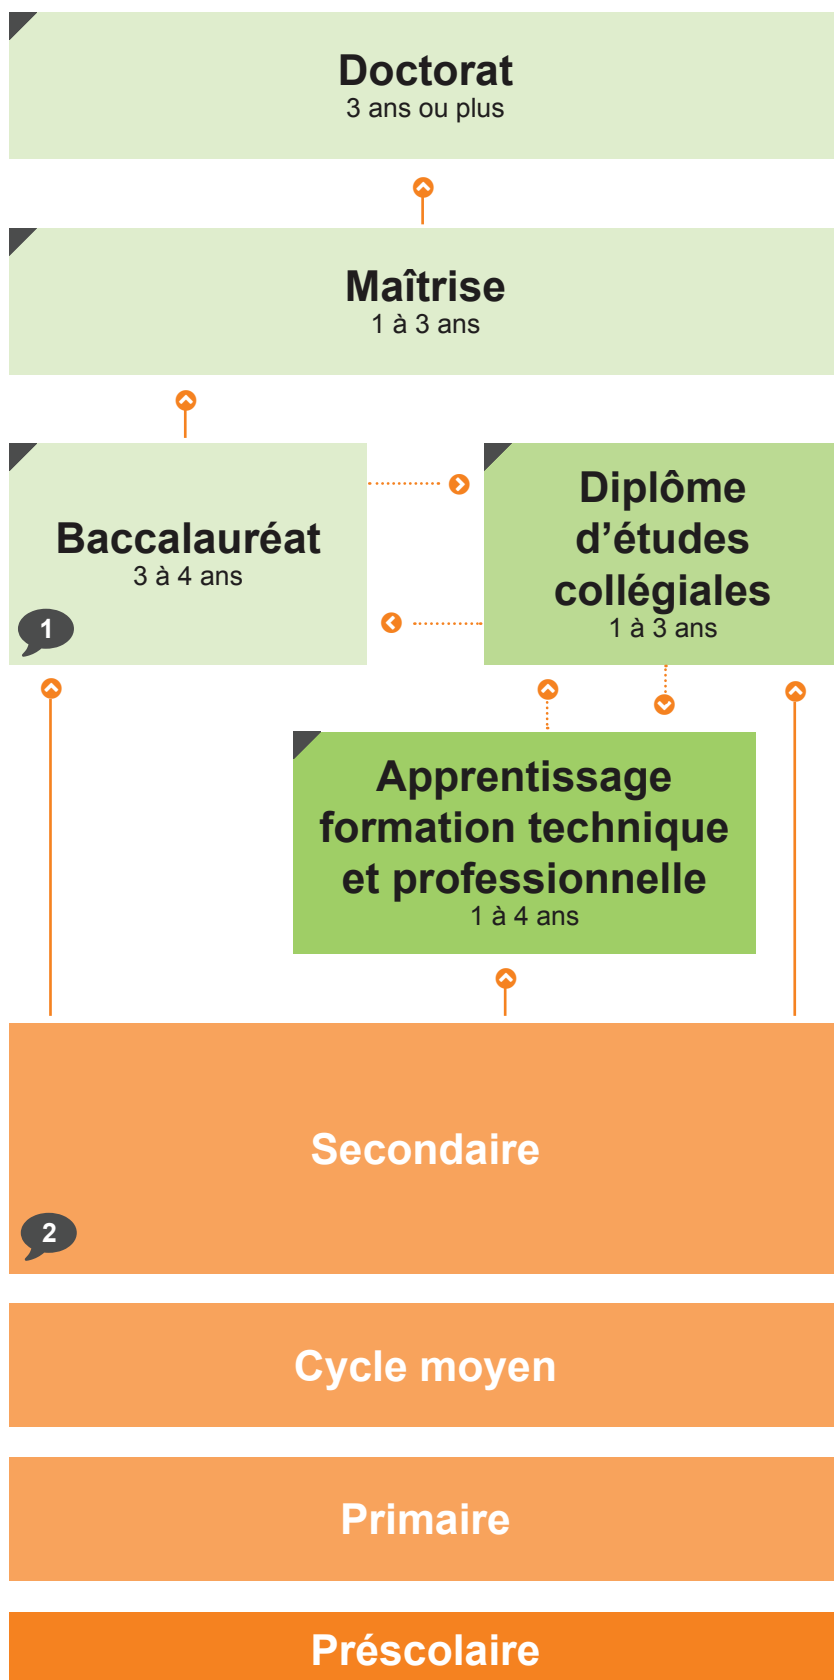 Doctorat
3 ans ou plus
Maîtrise
1 à 3 ans
Baccalauréat
3 à 4 ans
1
Diplôme
d’études
collégiales
1 à 3 ans
Apprentissage
formation technique
et professionnelle
1 à 4 ans
Secondaire
2
Cycle moyen
Primaire
Préscolaire